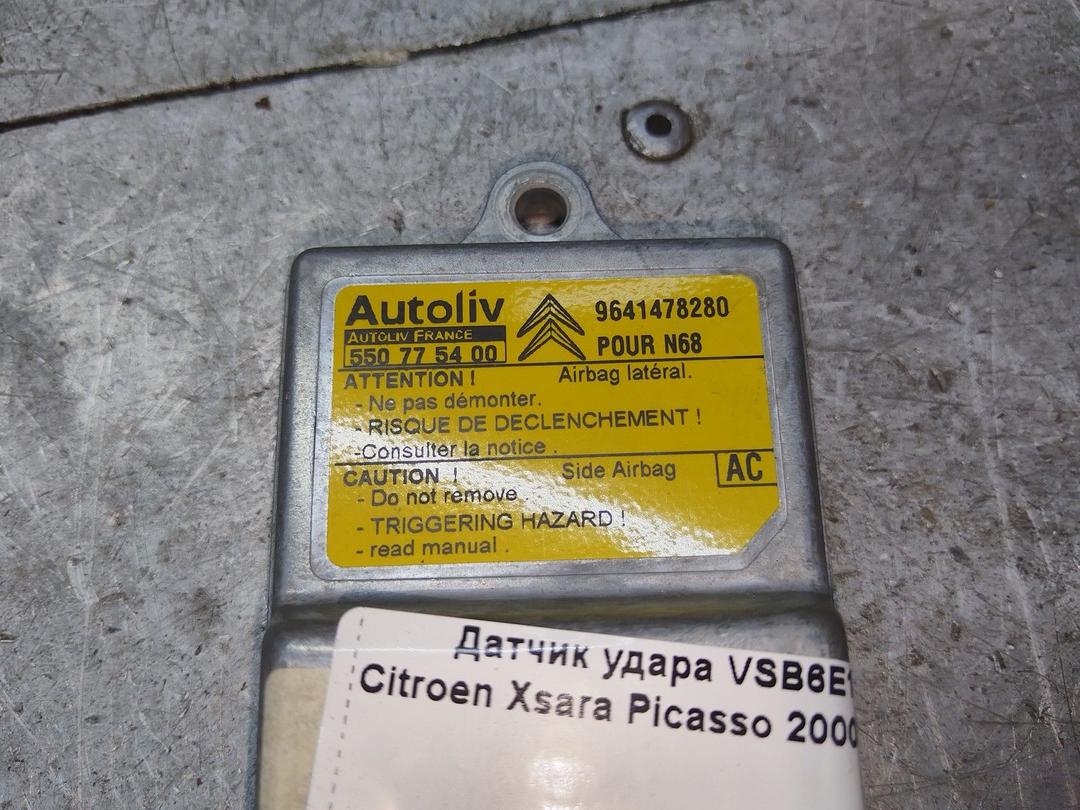 Autoliv
AUTOLIV FRANCE
550 77 54 00
9641478280
POUR N68
ATTENTION ! Airbag latéral.
- Ne pas démonter.
- RISQUE DE DECLENCHEMENT !
-Consulter la notice .
CAUTION ! Side Airbag AC
- Do not remove .
- TRIGGERING HAZARD !
- read manual .
Датчик удара VSB6E1
Citroen Xsara Picasso 2000